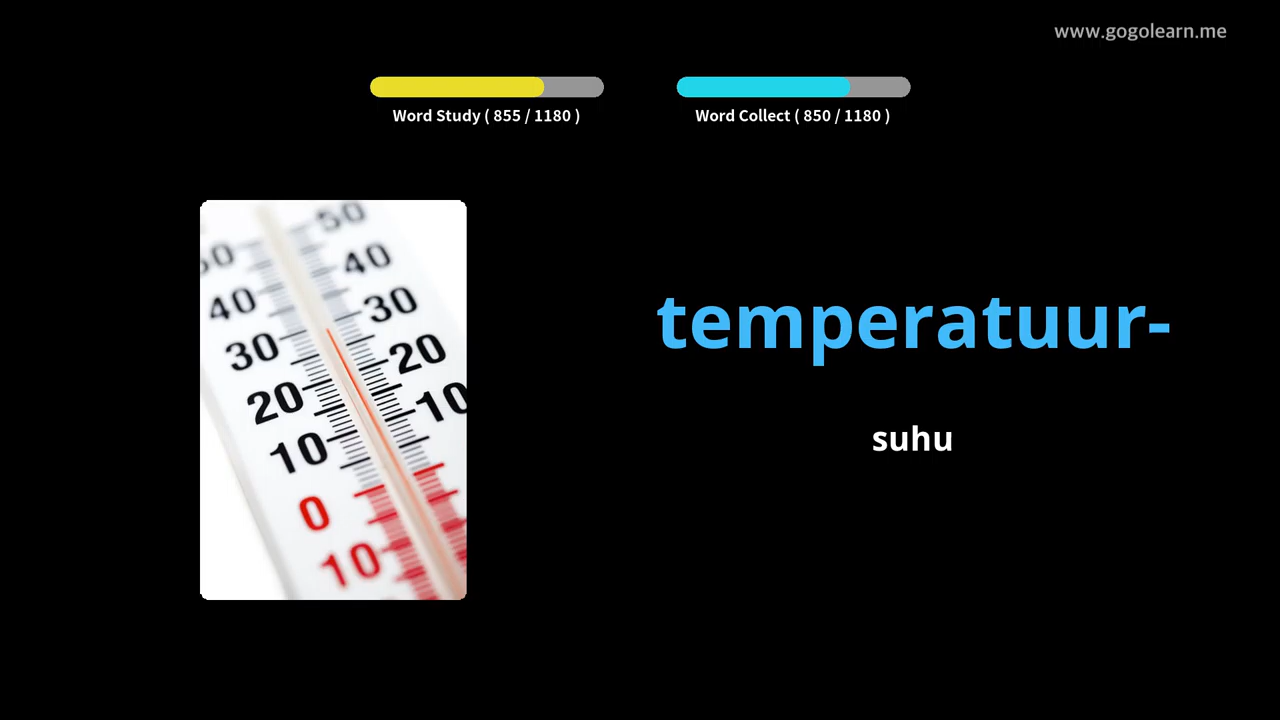 www.gogolearn.me
Word Study ( 855 / 1180 )
Word Collect ( 850 / 1180 )
temperatuur-
suhu
50
50
40
40
30
30
20
20
10
10
0
10